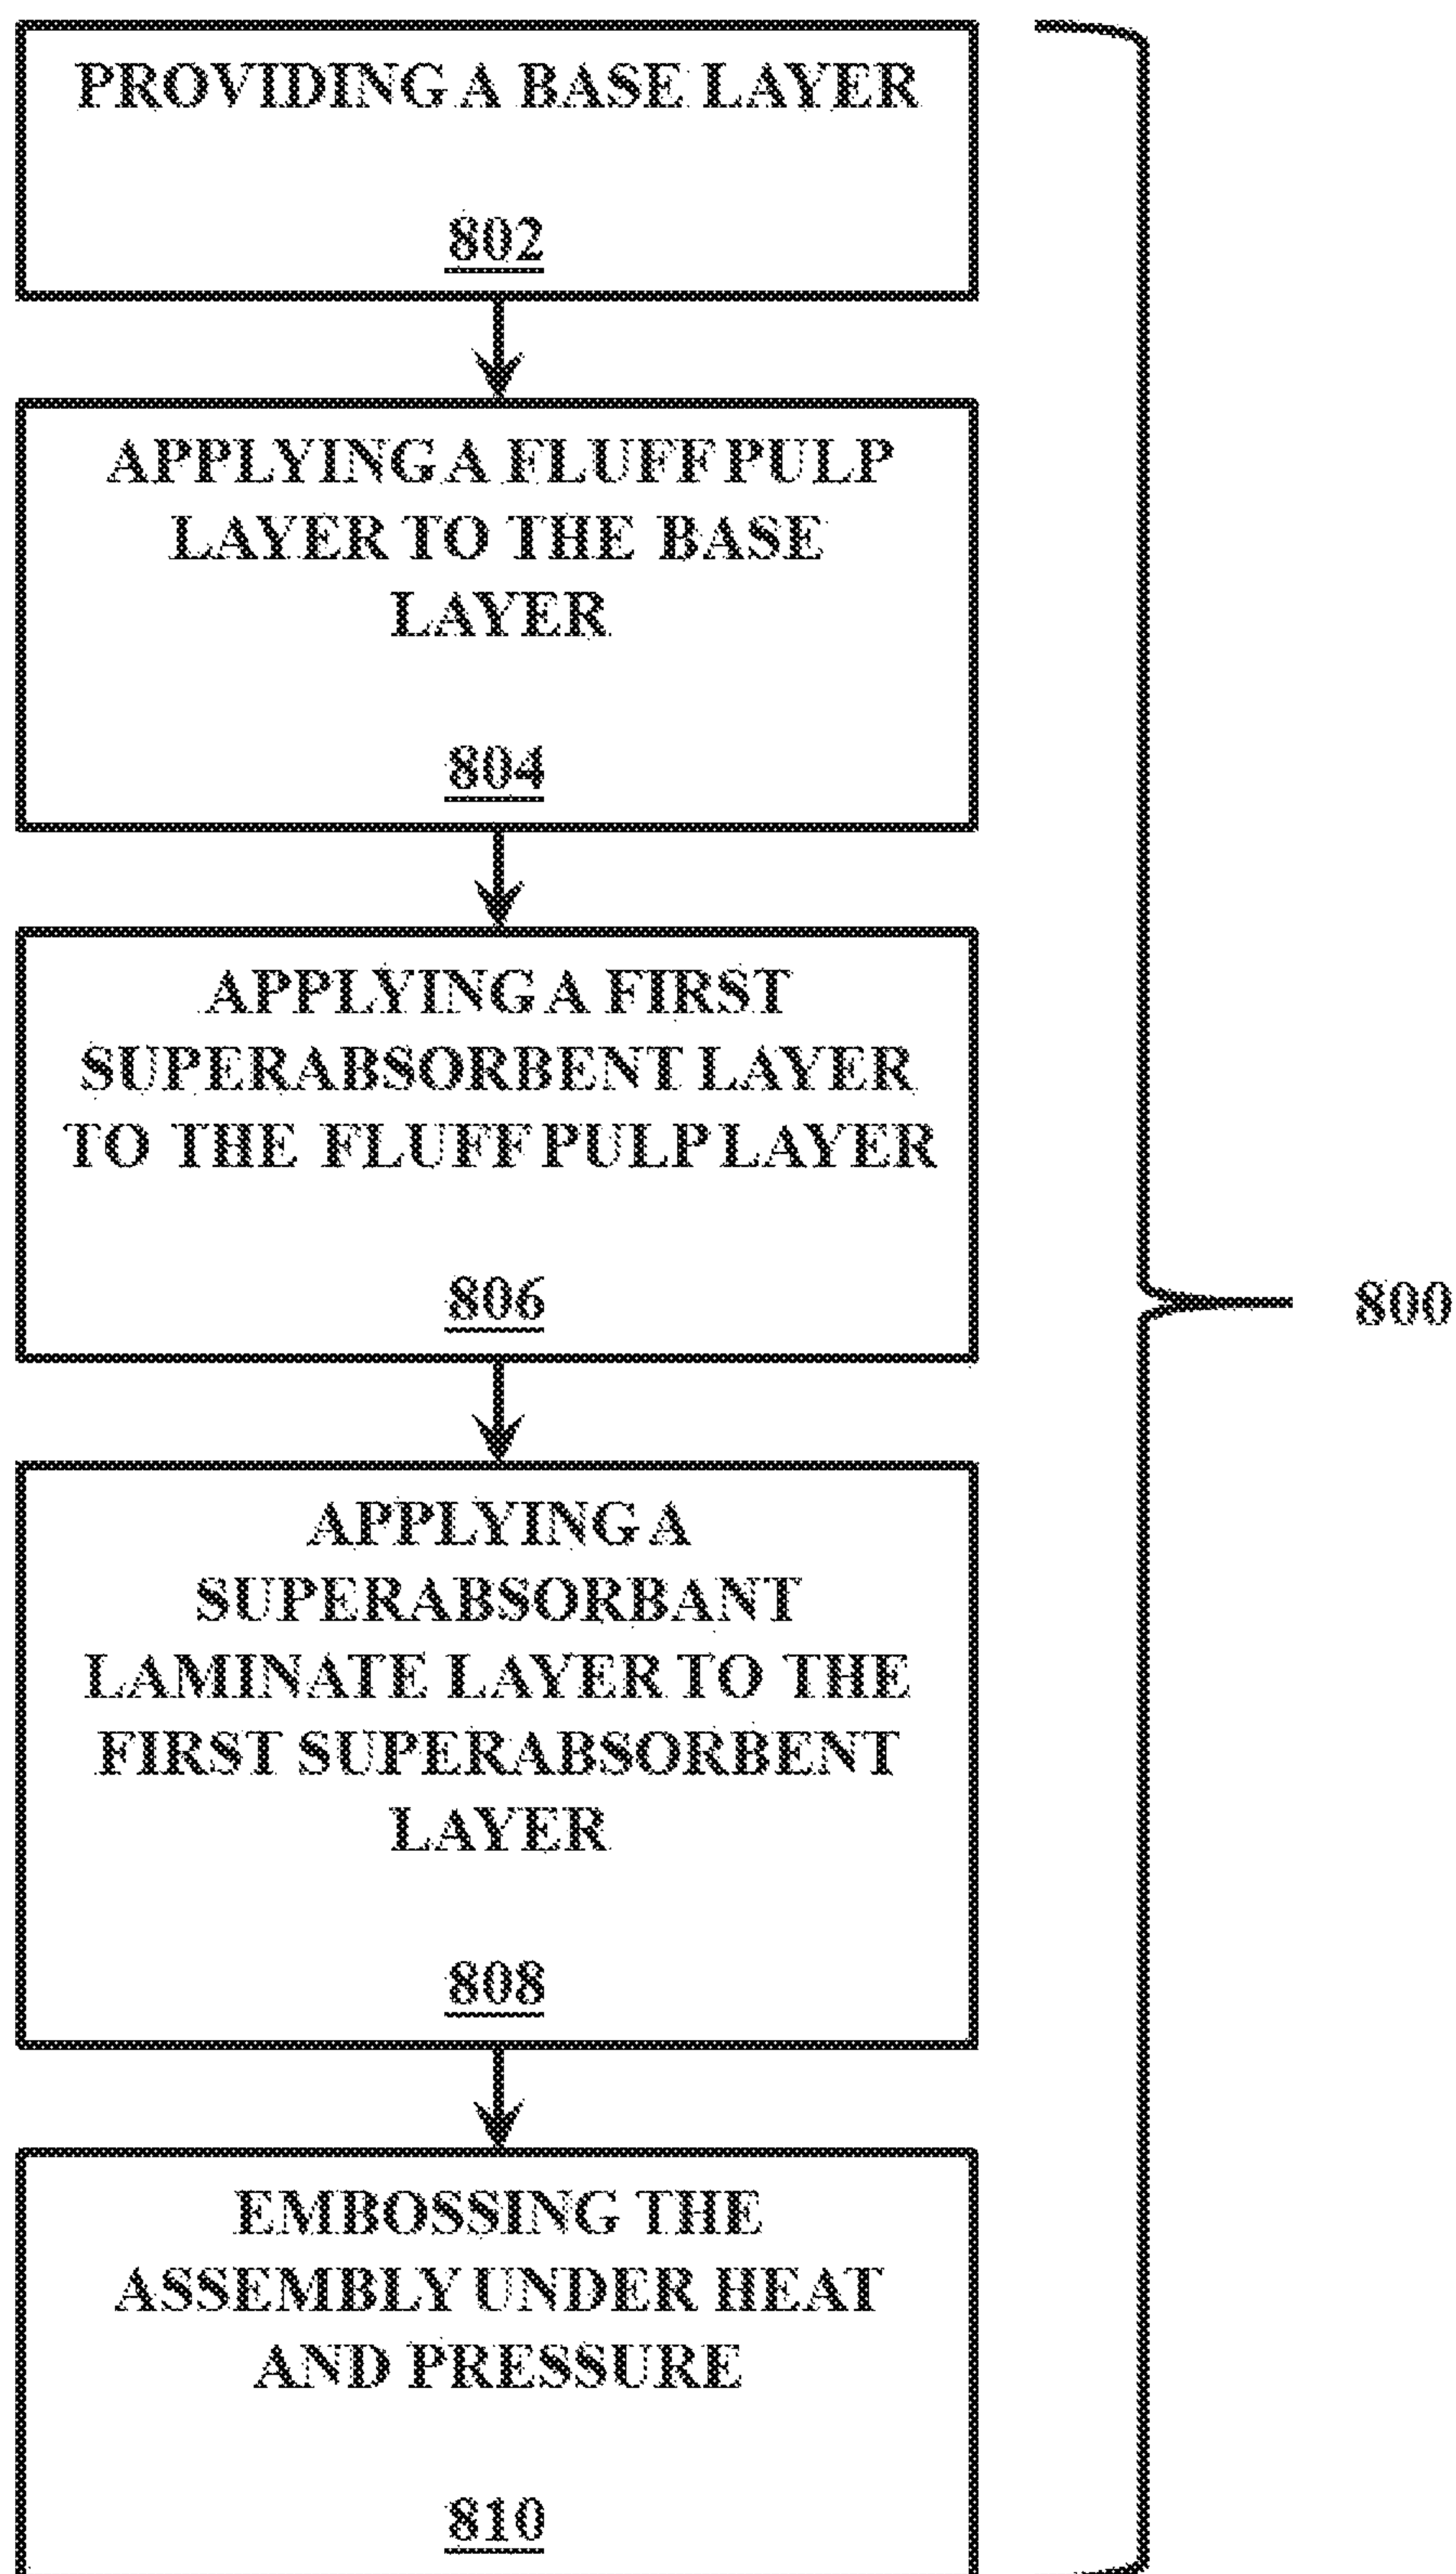 PROVIDING A BASE LAYER
802
APPLYING A FLUFF PULP
LAYER TO THE BASE
LAYER
804
APPLYING A FIRST
SUPERABSORBENT LAYER
TO THE FLUFF PULP LAYER
806
800
APPLYING A
SUPERABSORBANT
LAMINATE LAYER TO THE
FIRST SUPERABSORBENT
LAYER
808
EMBOSSING THE
ASSEMBLY UNDER HEAT
AND PRESSURE
810